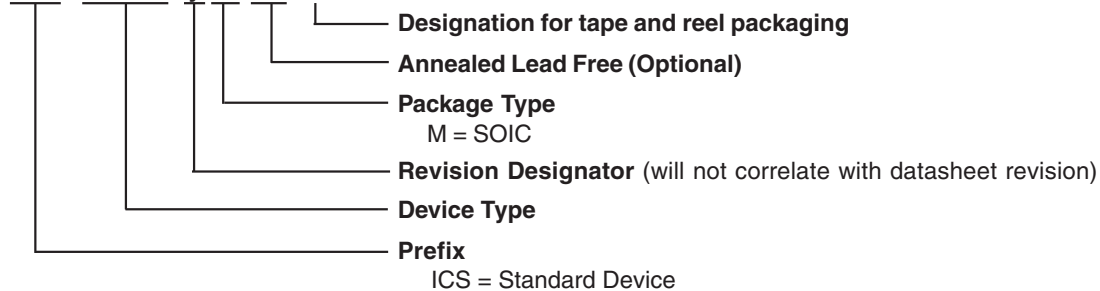 Designation for tape and reel packaging
Annealed Lead Free (Optional)
Package Type
M = SOIC
Revision Designator (will not correlate with datasheet revision)
Device Type
Prefix
ICS = Standard Device